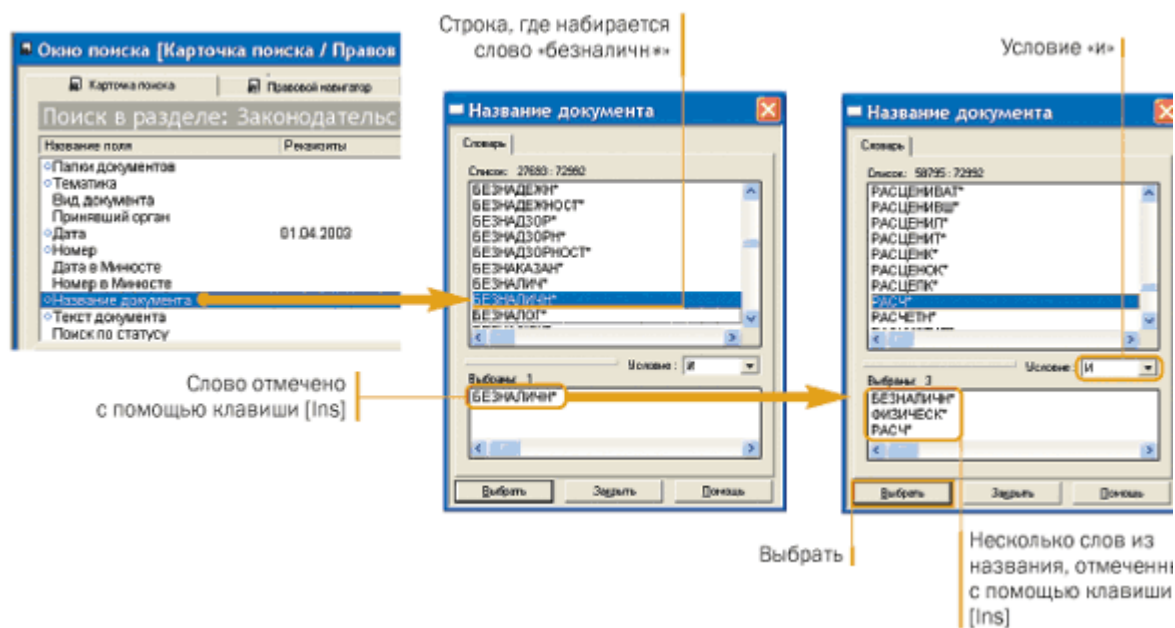 Строка, где набирается
слово «безналичн*»
Условие «и»
Окно поиска [Карточка поиска / Правов
Карточка поиска
Правовой навигатор
Поиск в разделе: Законодательс
Название поля Реквизиты
Папки документов
Тематика
Вид документа
Принявший орган
Дата 01.04.2003
Номер
Дата в Минюсте
Номер в Минюсте
Название документа
Текст документа
Поиск по статусу
Название документа
Словарь
Список: 27693:72992
БЕЗНАДЕЖН*
БЕЗНАДЕЖНОСТ*
БЕЗНАДЗОР*
БЕЗНАДЗОРН*
БЕЗНАДЗОРНОСТ*
БЕЗНАКАЗАН*
БЕЗНАЛИЧ*
БЕЗНАЛИЧН*
БЕЗНАЛОГ*
Условие: И
Выбраны: 1
БЕЗНАЛИЧН*
Выбрать Закрыть Помощь
Название документа
Словарь
Список: 58795:72992
РАСЦЕНИВАТ*
РАСЦЕНИВШ*
РАСЦЕНИЛ*
РАСЦЕНИТ*
РАСЦЕНК*
РАСЦЕНОК*
РАСЦЕПК*
РАСЧ*
РАСЧЕТН*
Условие: И
Выбраны: 3
БЕЗНАЛИЧН*
ФИЗИЧЕСК*
РАСЧ*
Выбрать Закрыть Помощь
Слово отмечено
с помощью клавиши [Ins]
Выбрать
Несколько слов из
названия, отмеченны
с помощью клавиши
[Ins]